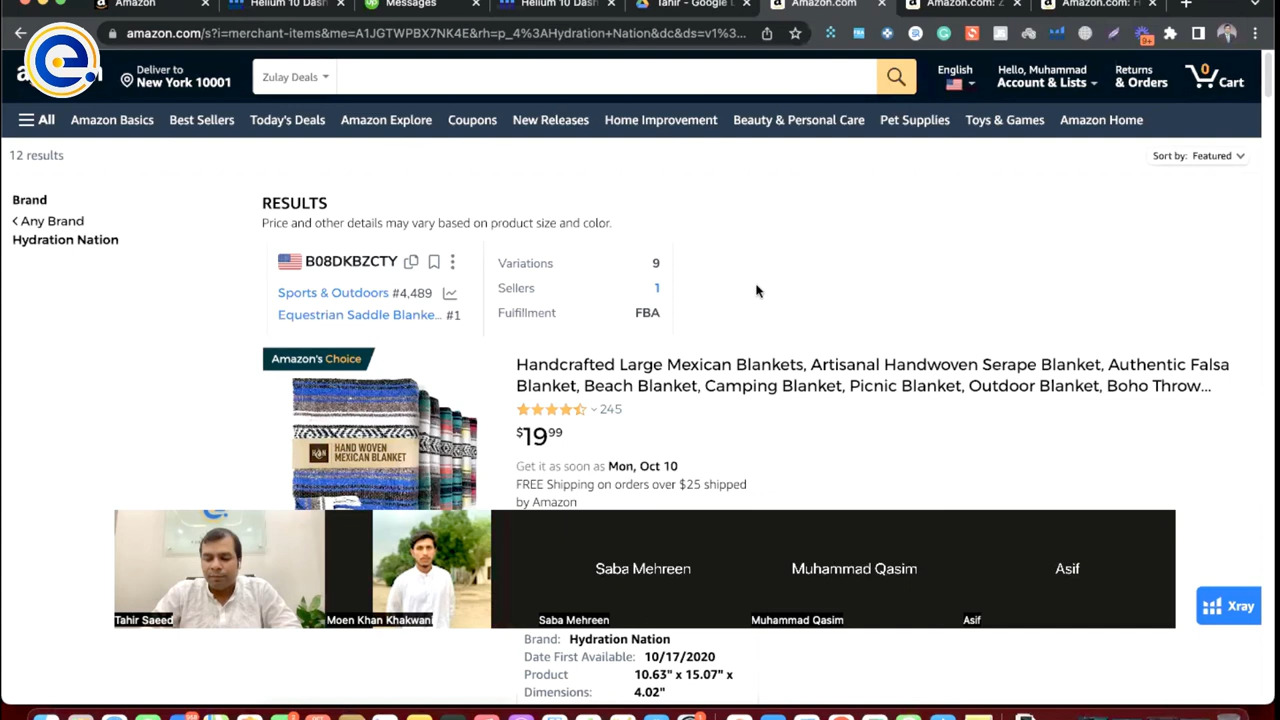 Amazon
Helium 10 Dash
Messages
Helium 10 Dash
Tahir - Google
Amazon.com
Amazon.com: Z
Amazon.com: H
amazon.com/s?i=merchant-items&me=A1JGTWPBX7NK4E&rh=p_4%3AHydration+Nation&dc&ds=v1%3...
9+
e
Deliver to
New York 10001
Zulay Deals
English
Hello, Muhammad
Account & Lists
Returns
& Orders
0
Cart
All
Amazon Basics
Best Sellers
Today's Deals
Amazon Explore
Coupons
New Releases
Home Improvement
Beauty & Personal Care
Pet Supplies
Toys & Games
Amazon Home
12 results
Sort by: Featured
Brand
Any Brand
Hydration Nation
RESULTS
Price and other details may vary based on product size and color.
B08DKBZCTY
Sports & Outdoors #4,489
Equestrian Saddle Blanke... #1
Variations 9
Sellers 1
Fulfillment FBA
Amazon's Choice
HAND WOVEN
MEXICAN BLANKET
Handcrafted Large Mexican Blankets, Artisanal Handwoven Serape Blanket, Authentic Falsa
Blanket, Beach Blanket, Camping Blanket, Picnic Blanket, Outdoor Blanket, Boho Throw...
245
$19.99
Get it as soon as Mon, Oct 10
FREE Shipping on orders over $25 shipped
by Amazon
Saba Mehreen
Muhammad Qasim
Asif
Tahir Saeed
Moen Khan Khakwani
Saba Mehreen
Muhammad Qasim
Asif
Xray
Brand: Hydration Nation
Date First Available: 10/17/2020
Product 10.63" x 15.07" x
Dimensions: 4.02"